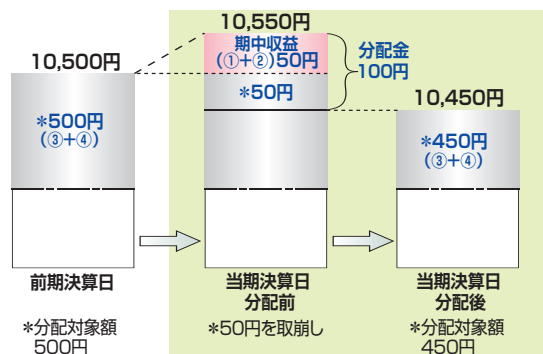 10,500円
＊500円
（③＋④）
前期決算日
＊分配対象額
500円
10,550円
期中収益
（①＋②）50円
＊50円
分配金
100円
当期決算日
分配前
＊50円を取崩し
10,450円
＊450円
（③＋④）
当期決算日
分配後
＊分配対象額
450円